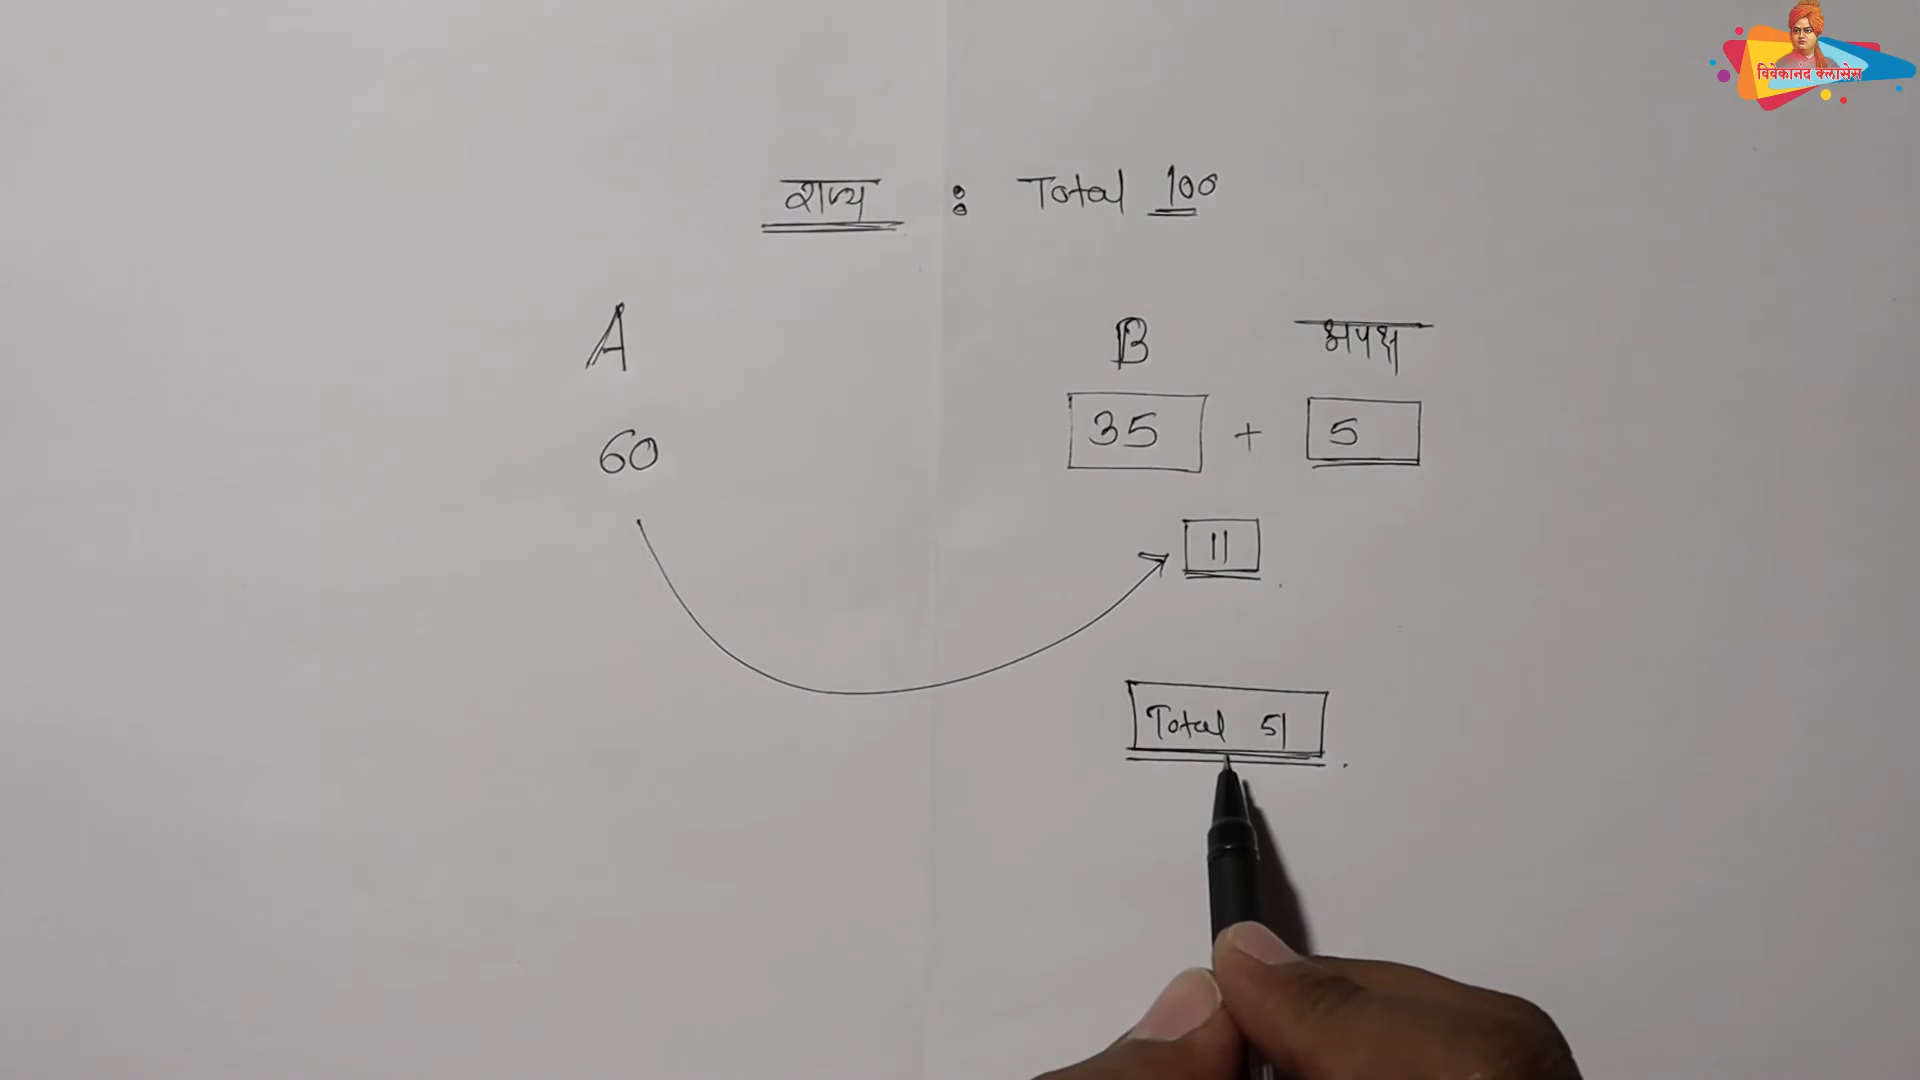 विवेकानंद क्लासेस
राज्य : Total 100
A B अपक्ष
60 35 + 5
11
Total 51